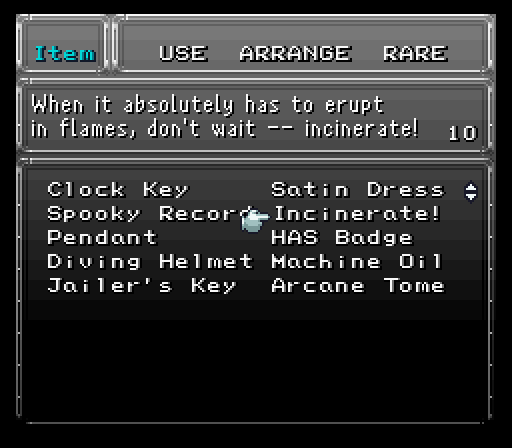 Item USE ARRANGE RARE
When it absolutely has to erupt
in flames, don't wait -- incinerate! 10
Clock Key Satin Dress
Spooky Record Incinerate!
Pendant HAS Badge
Diving Helmet Machine Oil
Jailer's Key Arcane Tome